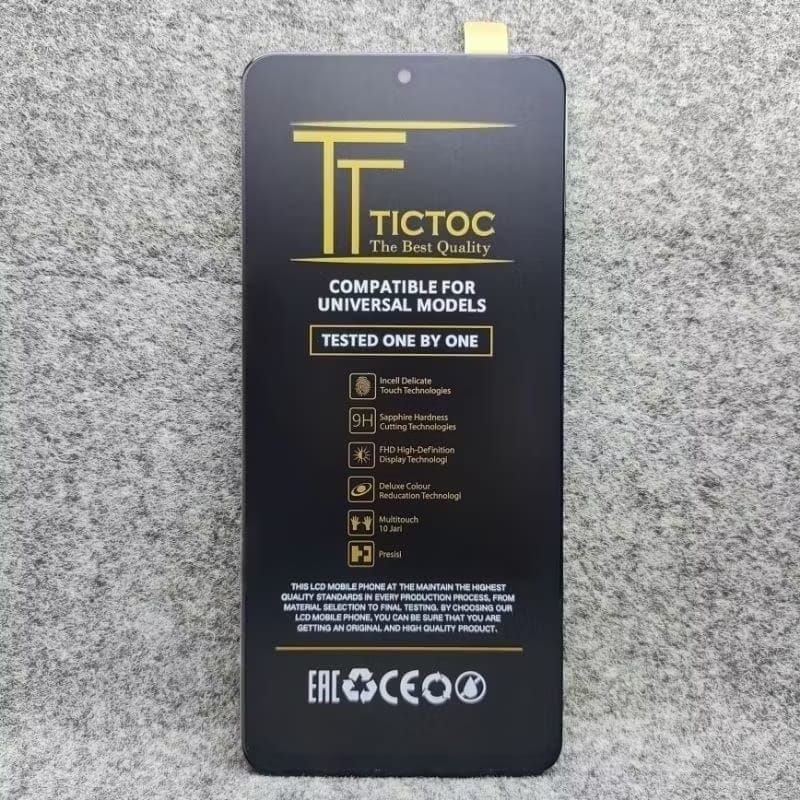 TT
TICTOC
The Best Quality
COMPATIBLE FOR
UNIVERSAL MODELS
TESTED ONE BY ONE
Incell Delicate
Touch Technologies
9H
Sapphire Hardness
Cutting Technologies
FHD High-Definition
Display Technologi
Deluxe Colour
Reducation Technologi
Multitouch
10 Jari
Presisi
THIS LCD MOBILE PHONE AT THE MAINTAIN THE HIGHEST
QUALITY STANDARDS IN EVERY PRODUCTION PROCESS, FROM
MATERIAL SELECTION TO FINAL TESTING. BY CHOOSING OUR
LCD MOBILE PHONE, YOU CAN BE SURE THAT YOU ARE
GETTING AN ORIGINAL AND HIGH QUALITY PRODUCT.
EAC CE